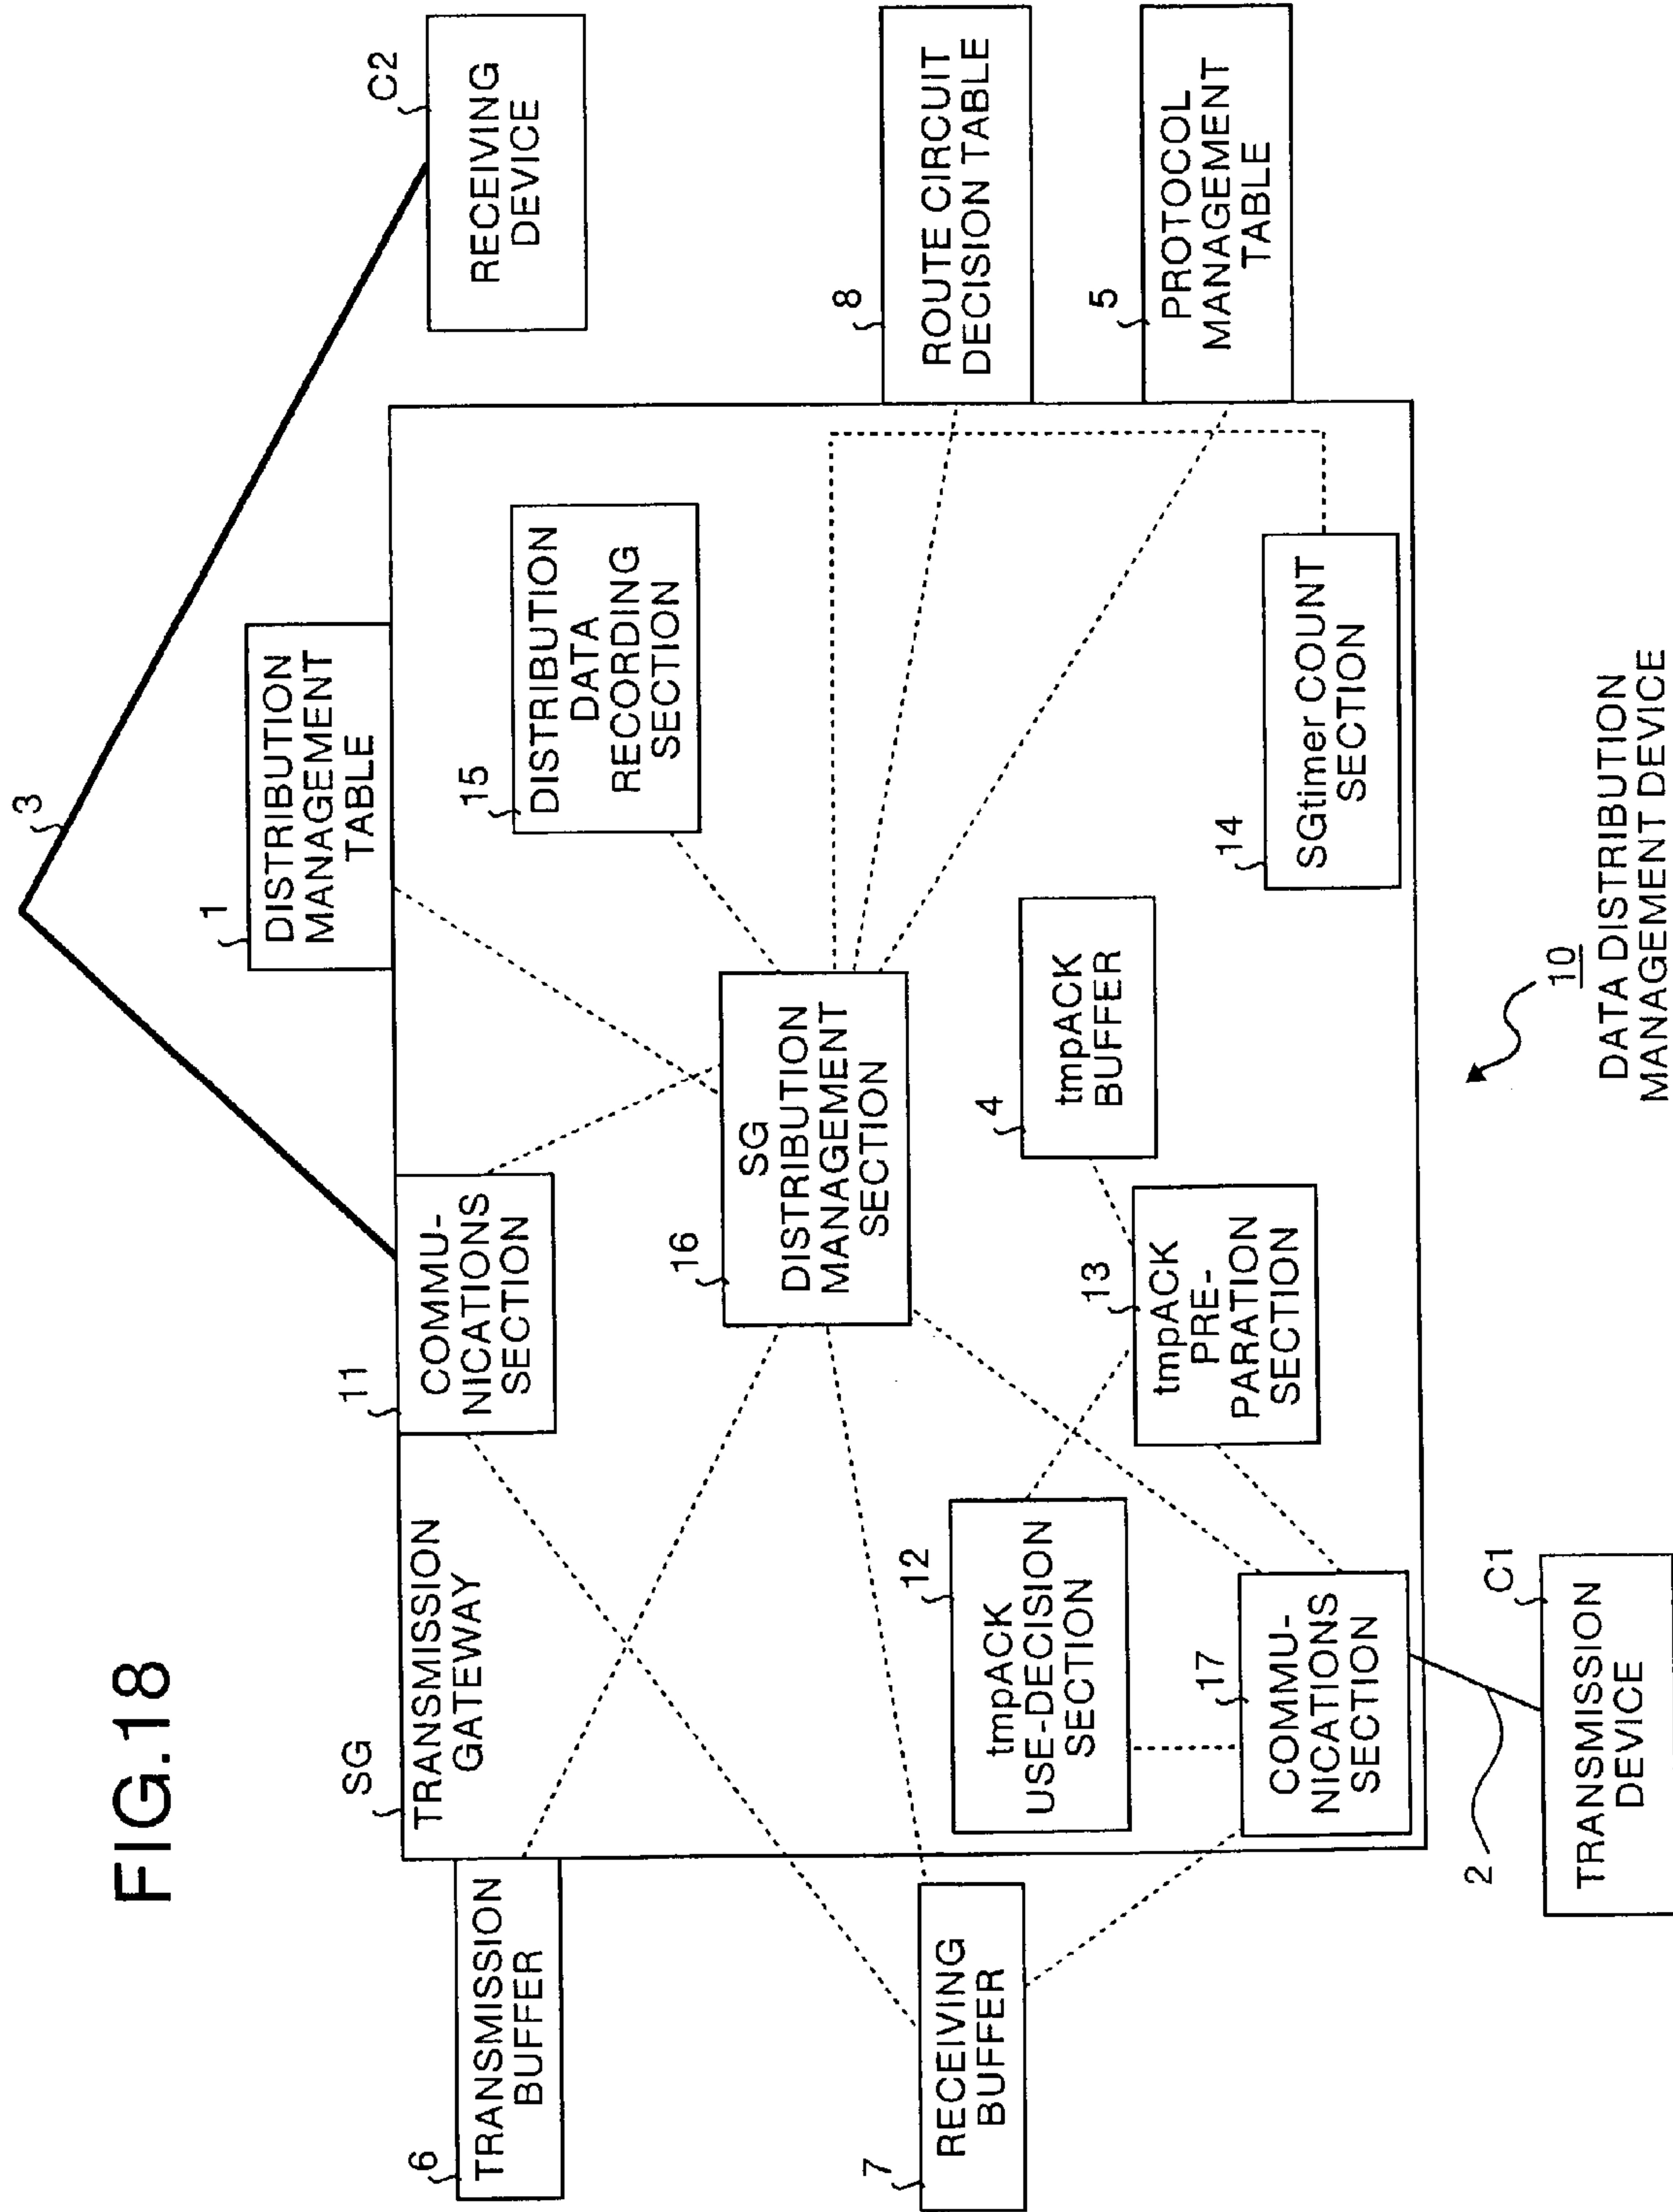 FIG.18
3
C2
RECEIVING
DEVICE
1
DISTRIBUTION
MANAGEMENT
TABLE
SG
TRANSMISSION
GATEWAY
11
COMMU-
NICATIONS
SECTION
6
TRANSMISSION
BUFFER
15
DISTRIBUTION
DATA
RECORDING
SECTION
16
SG
DISTRIBUTION
MANAGEMENT
SECTION
8
ROUTE CIRCUIT
DECISION TABLE
7
RECEIVING
BUFFER
12
tmpACK
USE-DECISION
SECTION
4
tmpACK
BUFFER
13
tmpACK
PRE-
PARATION
SECTION
5
PROTOCOL
MANAGEMENT
TABLE
17
COMMU-
NICATIONS
SECTION
14
SGtimer COUNT
SECTION
2
C1
TRANSMISSION
DEVICE
10
DATA DISTRIBUTION
MANAGEMENT DEVICE